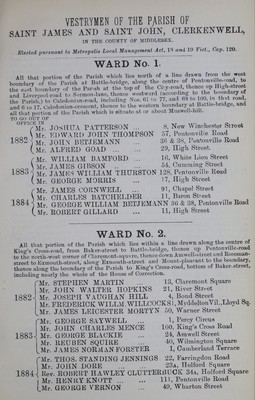 VESTRYMEN OF THE PARISH OF
SAINT JAMES AND SAINT JOHN, CLERKENWELL,
IN THE COUNTY OF MIDDLESEX.
Elected pursuant to Metropolis Local Management Act, 18 and 19 Vict., Cap. 120.
WARD No. 1.
All that portion of the Parish which lies north of a line drawn from the west
boundary of the Parish at Battle-bridge, along the centre of Pentonville-road, to
the east boundary of the Parish at the top of the City-road, thence up High-street
and Liverpool-road to Sermon-lane, thence westward (according to the boundary of
the Parish,) to Caledonian-road, including Nos. 61 to 77, and 68 to 100, in that road,
and 6 to 17, Caledonian-crescent, thence to the western boundary at Battle-bridge, and
all that portion of the Parish which is situate at or about Muswell-hill.
TO GO OUT OF
OFFICE IN
Mr. JOSHUA PATTERSON ... 8, New Winchester Street
Mr. EDWARD JOHN THOMPSON 57, Pentonville Road
1882 Mr. JOHN BETJEMANN ... 36 & 38, Pentonville Road
Mr. ALFRED GOAD ... 29, High Street.
Mr. WILLIAM BAMFORD ... 16, White Lion Street
Mr. JAMES GIBSON ... 54, Cumming Street
1883 Mr. JAMES WILLIAM THURSTON 128, Pentonville Road
Mr. GEORGE MORRIS ... 17, High Street
Mr. JAMES CORNWELL ... 91, Chapel Street
Mr. CHARLES BATCHHELDER 11, Baron Street
1884 Mr. GEORGE WILLIAM BETJEMANN 36 & 38, Pentonville Road
Mr. ROBERT GILLARD ... 11, High Street
WARD No. 2.
All that portion of the Parish which lies within a line drawn along the centre of
King's Cross-road, from Baker-street to Battle-bridge, thence up Pentonville-road
to the north-west corner of Claremont-square, thence down Amwell-street and Rosoman-
street to Exmouth-street, along Exmouth-street and Mount-pleasant to the boundary,
thence along the boundary of the Parish to King's Cross-road, bottom of Baker-street,
including nearly the whole of the House of Correction.
Mr. STEPHEN MARTIN ... 13, Claremont Square
Mr. JOHN WALTER HOPKINS 21, River Street
1882 Mr. JOSEPH VAUGHAN HILL 4, Bond Street
Mr. FREDERICK WILLM WILLCOCKS 1, Myddelton Vil., Lloyd Sq.
Mr. JAMES LEICESTER MORTYN 50, Warner Street
Mr. GEORGE SAYWELL ... 1, Percy Circus
Mr. JOHN CHARLES MENCE 100, King's Cross Road
1883 Mr. GEORGE BLACKIE ... 24, Amwell Street
Mr. REUBEN SQUIRE ... 40, Wilmington Square
Mr. JAMES NORMAN FORSTER 1, Cumberland Terrace
Mr. THOS. STANDING JENNINGS 22, Farringdon Road
Mr. JOHN DORE ... 23A, Holford Square
1884 Rev. ROBERT HAWLEY CLUTTERBUCK 34A, Holford Square
Mr. HENRY KNOTT ... 111, Pentonville Road
Mr. GEORGE VERNON ... 49, Wharton Street